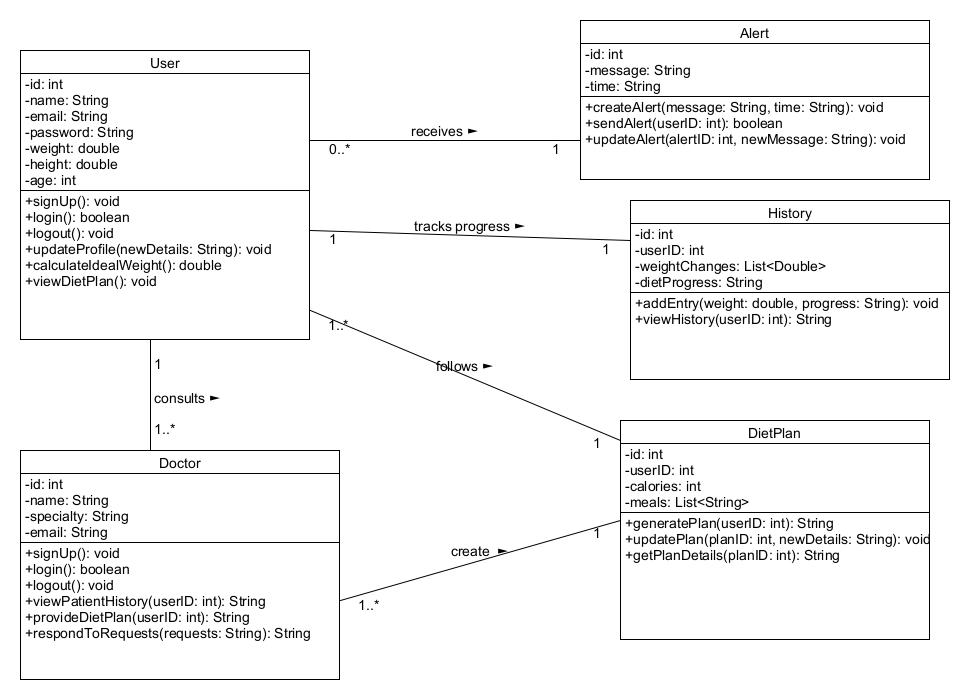 User
-id: int
-name: String
-email: String
-password: String
-weight: double
-height: double
-age: int
+signUp(): void
+login(): boolean
+logout(): void
+updateProfile(newDetails: String): void
+calculateIdealWeight(): double
+viewDietPlan(): void
receives ►
0..*
1
Alert
-id: int
-message: String
-time: String
+createAlert(message: String, time: String): void
+sendAlert(userID: int): boolean
+updateAlert(alertID: int, newMessage: String): void
tracks progress ►
1
1
History
-id: int
-userID: int
-weightChanges: List<Double>
-dietProgress: String
+addEntry(weight: double, progress: String): void
+viewHistory(userID: int): String
1..*
follows ►
1
1
consults ►
1..*
DietPlan
-id: int
-userID: int
-calories: int
-meals: List<String>
+generatePlan(userID: int): String
+updatePlan(planID: int, newDetails: String): void
+getPlanDetails(planID: int): String
Doctor
-id: int
-name: String
-specialty: String
-email: String
+signUp(): void
+login(): boolean
+logout(): void
+viewPatientHistory(userID: int): String
+provideDietPlan(userID: int): String
+respondToRequests(requests: String): String
create ►
1
1..*